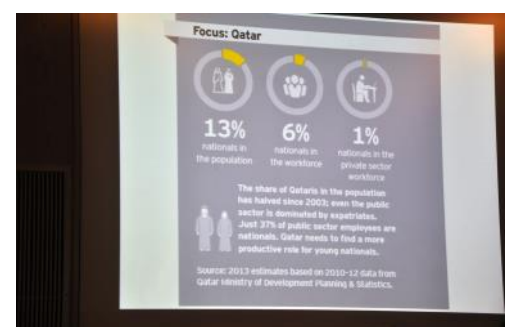 Focus: Qatar
13%
nationals in
the population
6%
nationals in
the workforce
1%
nationals in the
private sector
workforce
The share of Qataris in the population
has halved since 2003; even the public
sector is dominated by expatriates.
Just 37% of public sector employees are
nationals. Qatar needs to find a more
productive role for young nationals.
Source: 2013 estimates based on 2010-12 data from
Qatar Ministry of Development Planning & Statistics.